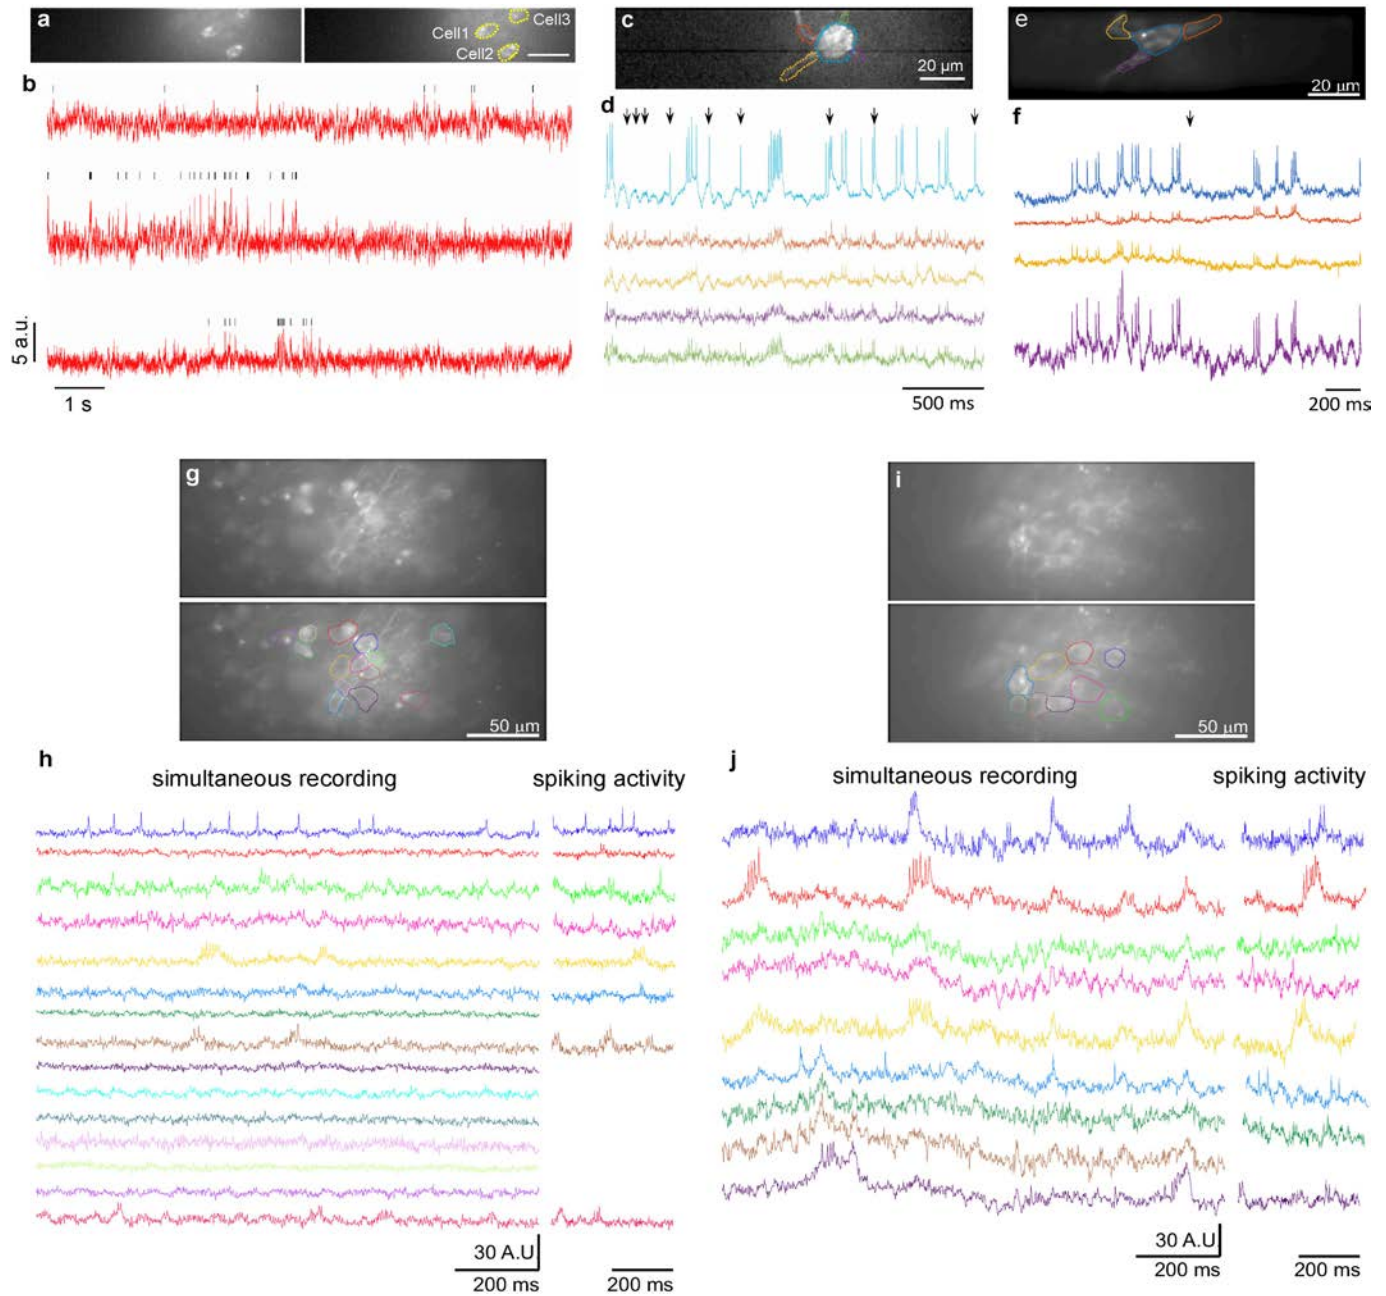 a
Cell1
Cell3
Cell2
b
5 a.u.
1 s
c
20 µm
d
500 ms
e
20 µm
f
200 ms
g
50 µm
h
simultaneous recording
spiking activity
30 A.U
200 ms
200 ms
i
50 µm
j
simultaneous recording
spiking activity
30 A.U
200 ms
200 ms